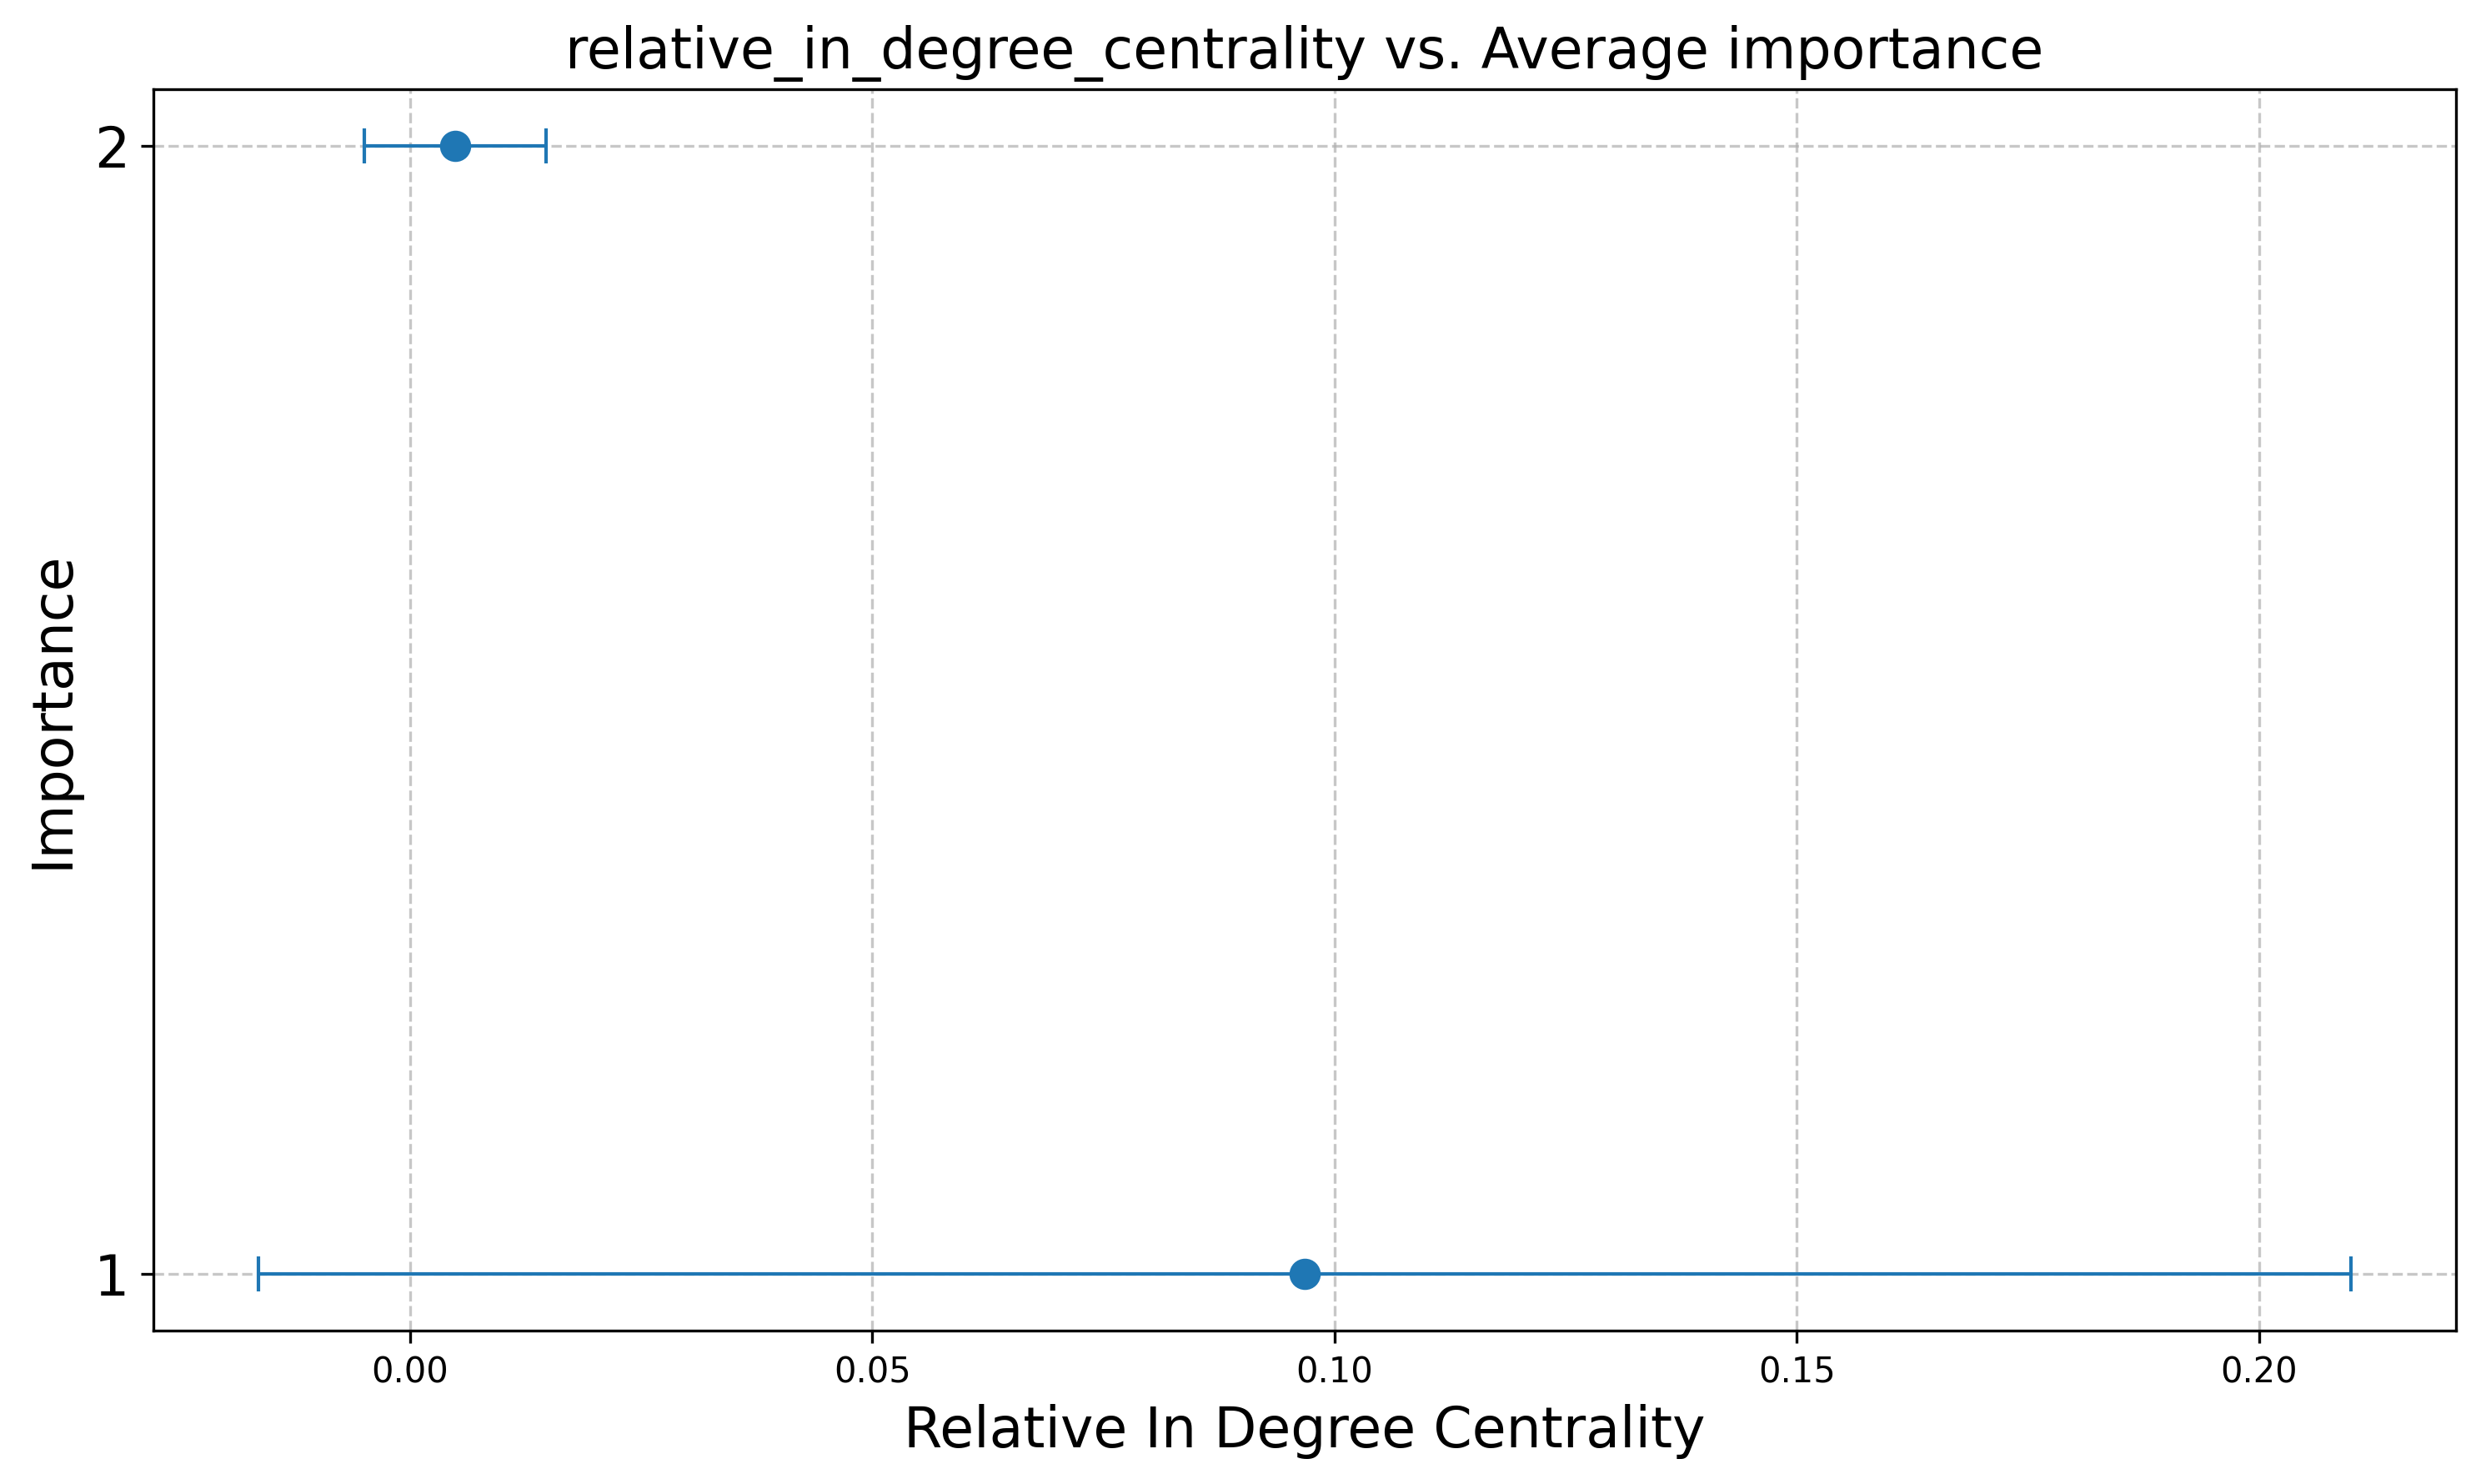 relative_in_degree_centrality vs. Average importance
2
Importance
1
0.00 0.05 0.10 0.15 0.20
Relative In Degree Centrality